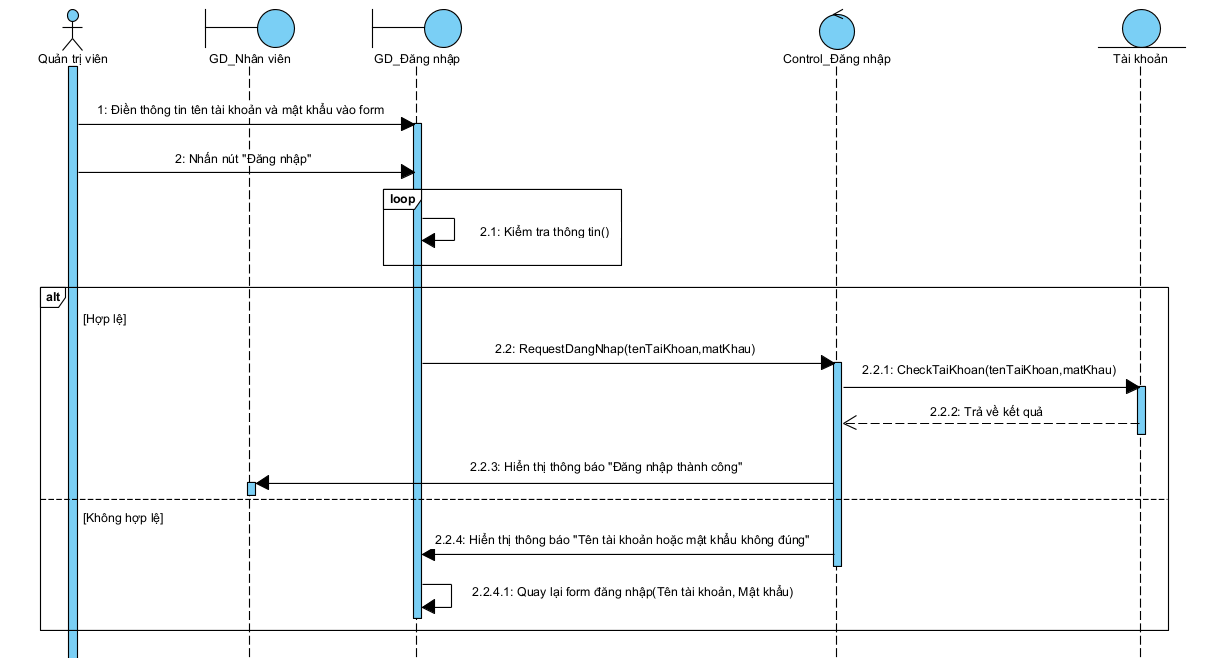 Quản trị viên
GD_Nhân viên
GD_Đăng nhập
Control_Đăng nhập
Tài khoản
1: Điền thông tin tên tài khoản và mật khẩu vào form
2: Nhấn nút "Đăng nhập"
loop
2.1: Kiểm tra thông tin()
alt
[Hợp lệ]
2.2: RequestDangNhap(tenTaiKhoan,matKhau)
2.2.1: CheckTaiKhoan(tenTaiKhoan,matKhau)
2.2.2: Trả về kết quả
2.2.3: Hiển thị thông báo "Đăng nhập thành công"
[Không hợp lệ]
2.2.4: Hiển thị thông báo "Tên tài khoản hoặc mật khẩu không đúng"
2.2.4.1: Quay lại form đăng nhập(Tên tài khoản, Mật khẩu)